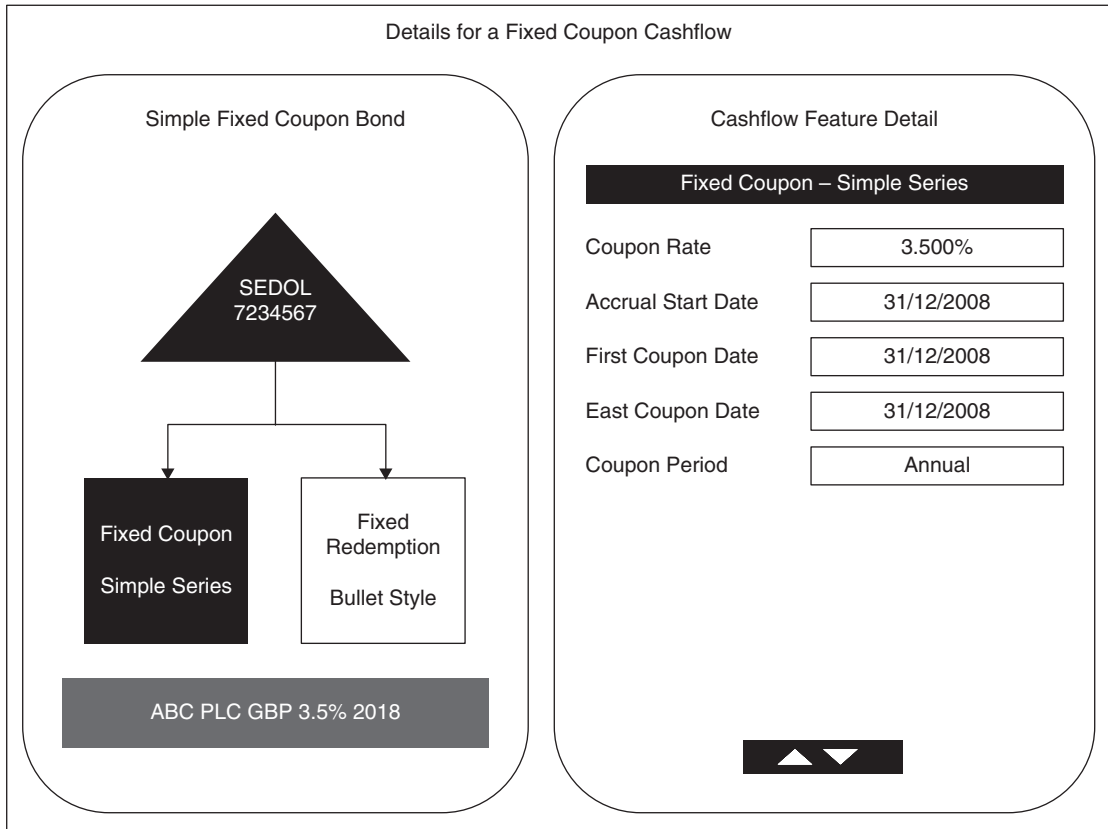 Details for a Fixed Coupon Cashflow
Simple Fixed Coupon Bond
SEDOL
7234567
Fixed Coupon
Simple Series
Fixed
Redemption
Bullet Style
ABC PLC GBP 3.5% 2018
Cashflow Feature Detail
Fixed Coupon – Simple Series
Coupon Rate 3.500%
Accrual Start Date 31/12/2008
First Coupon Date 31/12/2008
East Coupon Date 31/12/2008
Coupon Period Annual